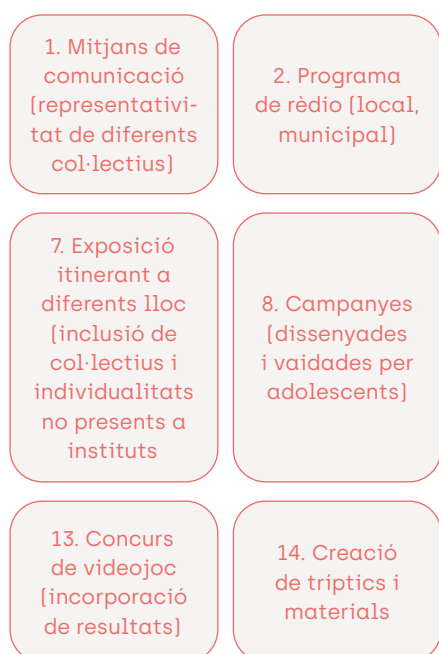 1. Mitjans de
comunicació
(representativi-
tat de diferents
col·lectius)
2. Programa
de rèdio (local,
municipal)
7. Exposició
itinerant a
diferents lloc
(inclusió de
col·lectius i
individualitats
no presents a
instituts
8. Campanyes
(dissenyades
i vaidades per
adolescents)
13. Concurs
de videojoc
(incorporació
de resultats)
14. Creació
de tríptics i
materials